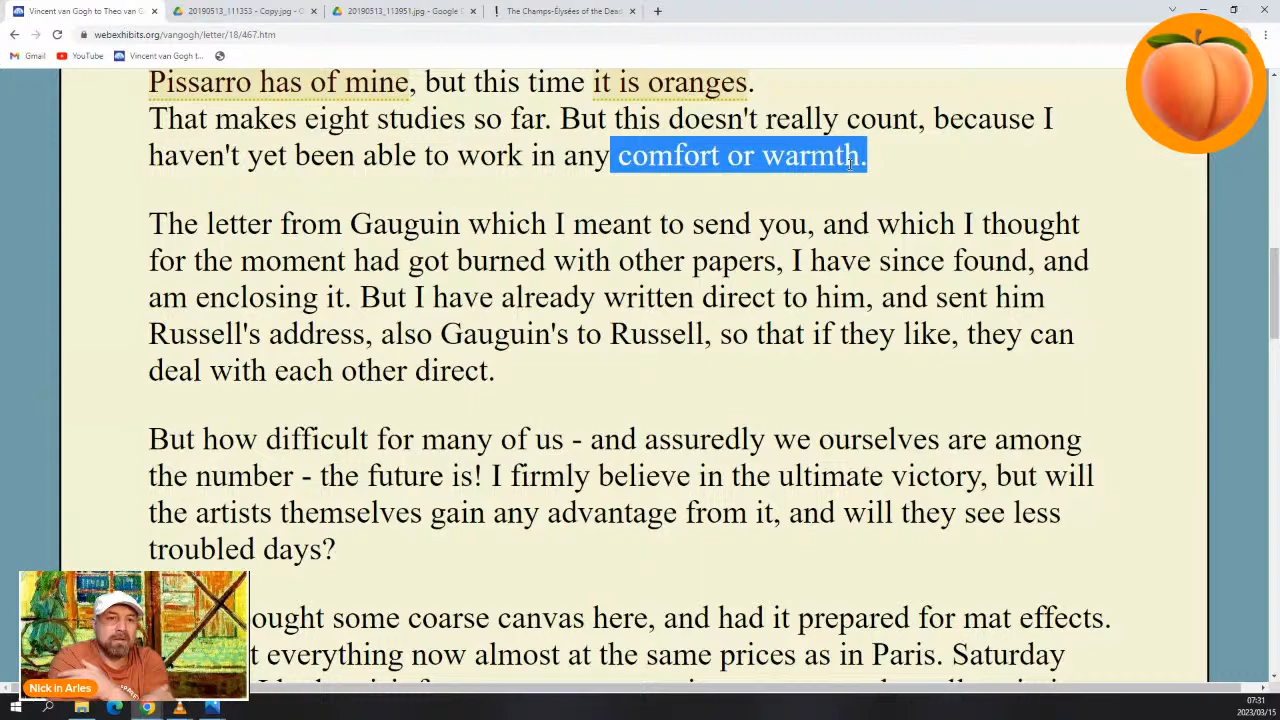 Vincent van Gogh to Theo van G
20190513_111353 - Copy.jpg - G
20190513_113951.jpg - Google D
The Champs-Élysées of the Dead
webexhibits.org/vangogh/letter/18/467.htm
Gmail
YouTube
Vincent van Gogh t...
Pissarro has of mine, but this time it is oranges.
That makes eight studies so far. But this doesn't really count, because I
haven't yet been able to work in any comfort or warmth.
The letter from Gauguin which I meant to send you, and which I thought
for the moment had got burned with other papers, I have since found, and
am enclosing it. But I have already written direct to him, and sent him
Russell's address, also Gauguin's to Russell, so that if they like, they can
deal with each other direct.
But how difficult for many of us - and assuredly we ourselves are among
the number - the future is! I firmly believe in the ultimate victory, but will
the artists themselves gain any advantage from it, and will they see less
troubled days?
ought some coarse canvas here, and had it prepared for mat effects.
t everything now almost at the same prices as in Paris. Saturday
Nick in Arles
07:31
2023/03/15